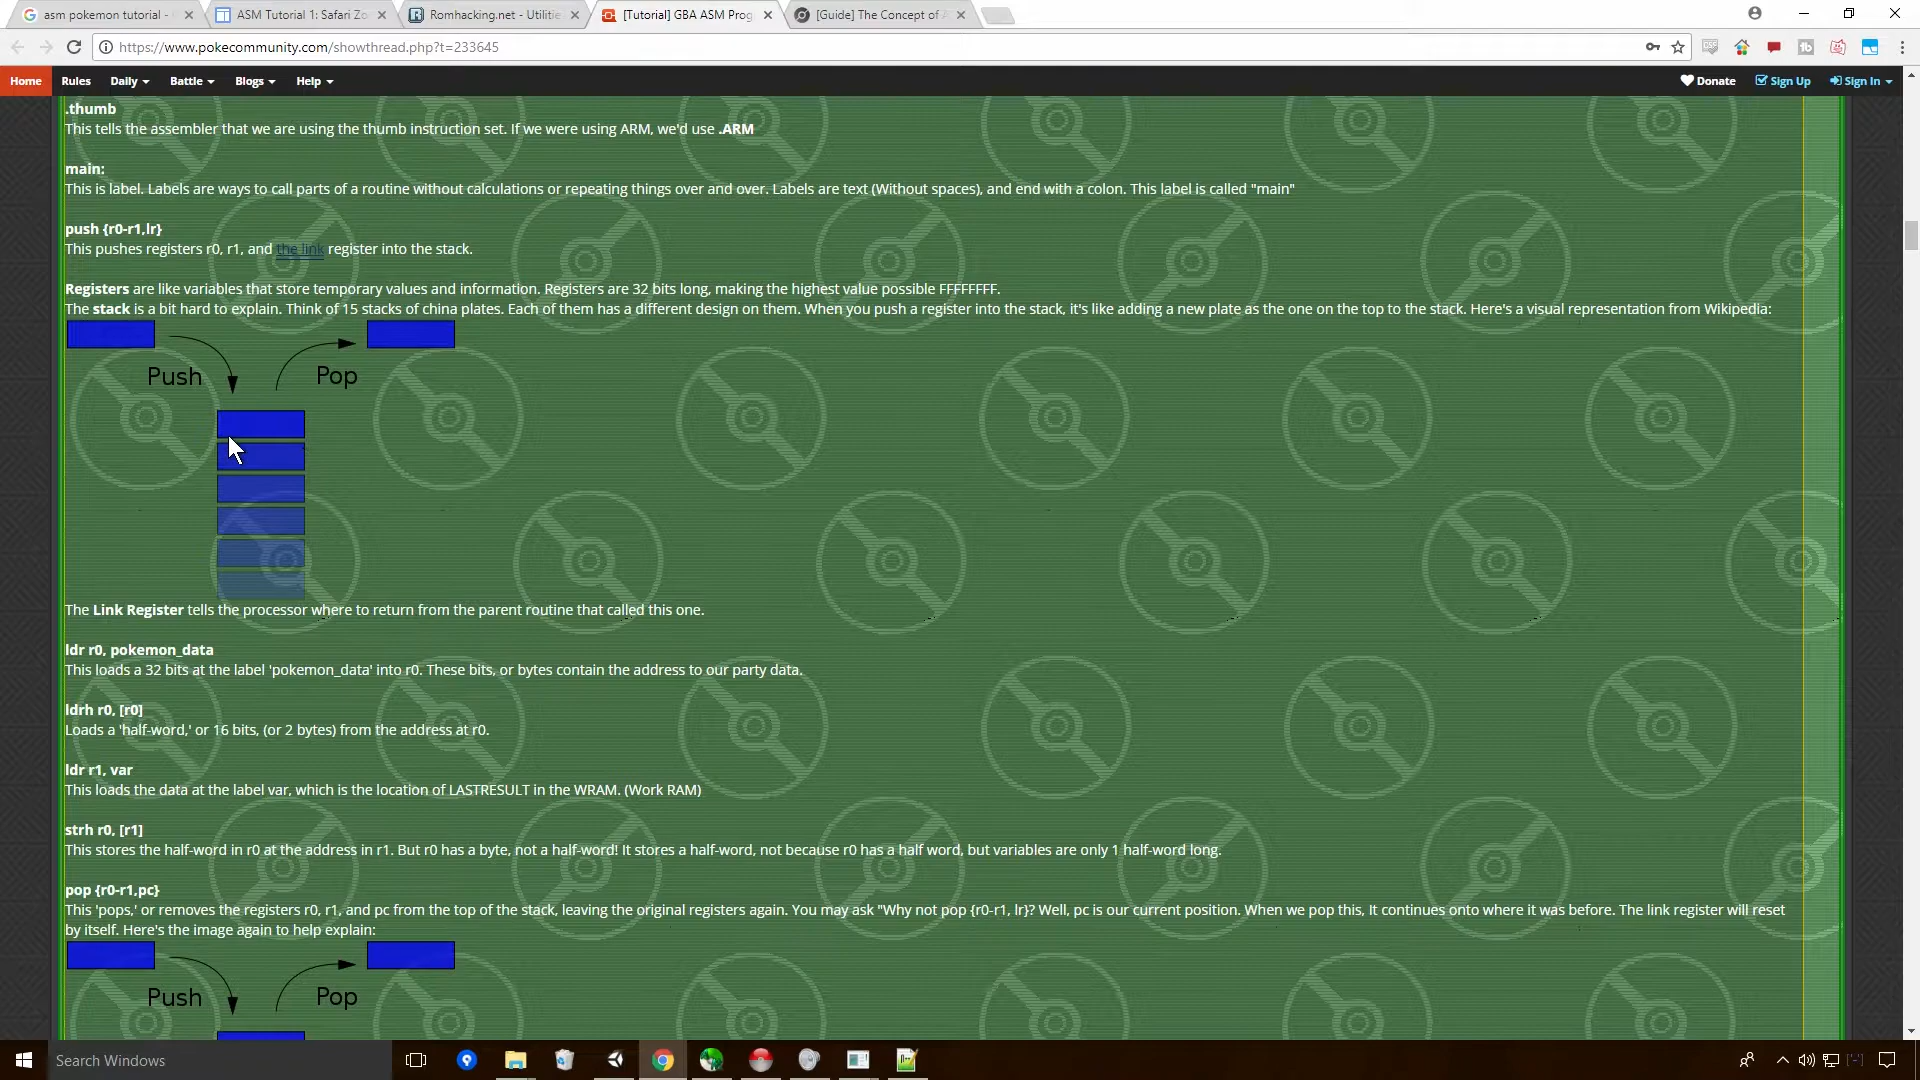 asm pokemon tutorial -
ASM Tutorial 1: Safari Zo
Romhacking.net - Utilitie
[Tutorial] GBA ASM Prog
[Guide] The Concept of
https://www.pokecommunity.com/showthread.php?t=233645
Home Rules Daily Battle Blogs Help Donate Sign Up Sign In
.thumb
This tells the assembler that we are using the thumb instruction set. If we were using ARM, we'd use .ARM
main:
This is label. Labels are ways to call parts of a routine without calculations or repeating things over and over. Labels are text (Without spaces), and end with a colon. This label is called "main"
push {r0-r1,lr}
This pushes registers r0, r1, and the link register into the stack.
Registers are like variables that store temporary values and information. Registers are 32 bits long, making the highest value possible FFFFFFFF.
The stack is a bit hard to explain. Think of 15 stacks of china plates. Each of them has a different design on them. When you push a register into the stack, it's like adding a new plate as the one on the top to the stack. Here's a visual representation from Wikipedia:
Push Pop
The Link Register tells the processor where to return from the parent routine that called this one.
ldr r0, pokemon_data
This loads a 32 bits at the label 'pokemon_data' into r0. These bits, or bytes contain the address to our party data.
ldrh r0, [r0]
Loads a 'half-word,' or 16 bits, (or 2 bytes) from the address at r0.
ldr r1, var
This loads the data at the label var, which is the location of LASTRESULT in the WRAM. (Work RAM)
strh r0, [r1]
This stores the half-word in r0 at the address in r1. But r0 has a byte, not a half-word! It stores a half-word, not because r0 has a half word, but variables are only 1 half-word long.
pop {r0-r1,pc}
This 'pops,' or removes the registers r0, r1, and pc from the top of the stack, leaving the original registers again. You may ask "Why not pop {r0-r1, lr}? Well, pc is our current position. When we pop this, It continues onto where it was before. The link register will reset
by itself. Here's the image again to help explain:
Push Pop
Search Windows